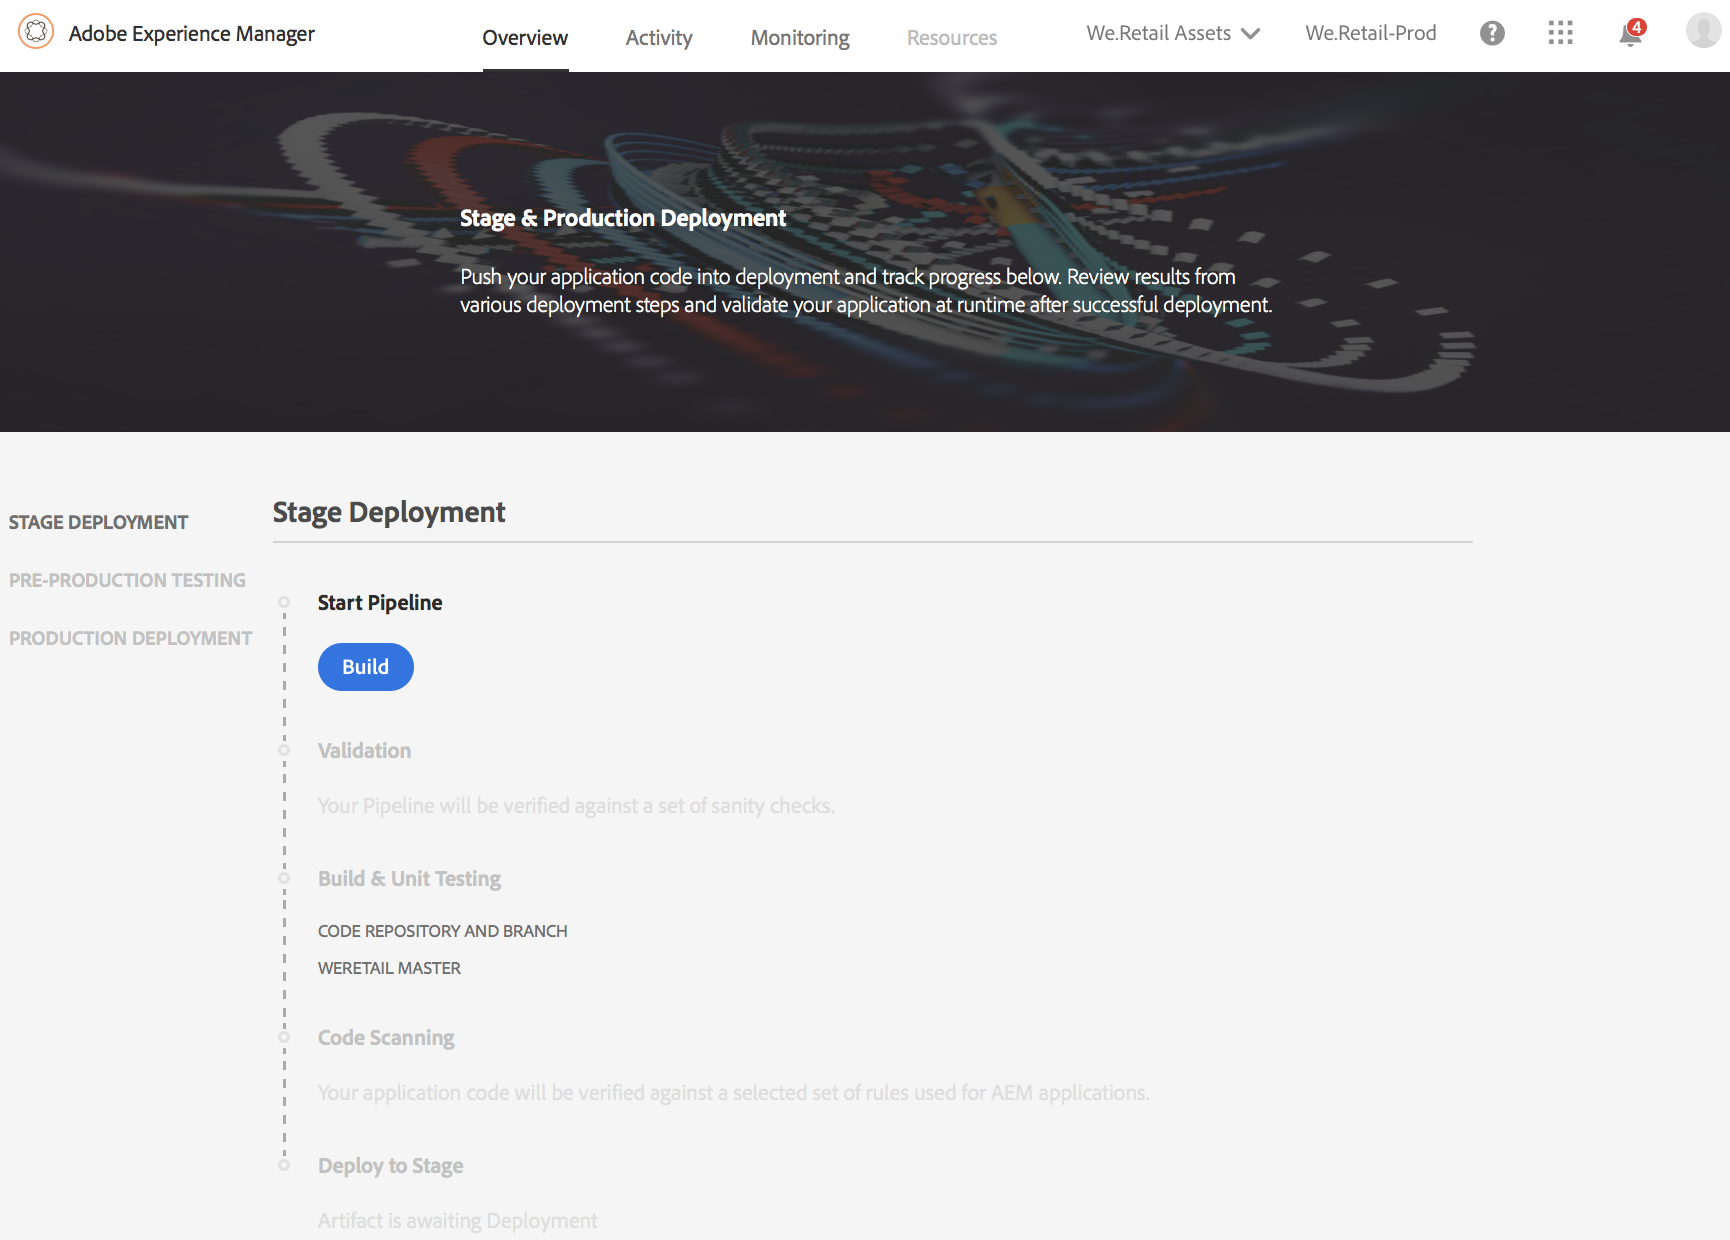 Adobe Experience Manager
Overview
Activity
Monitoring
Resources
We.Retail Assets
We.Retail-Prod
?
4
Stage & Production Deployment
Push your application code into deployment and track progress below. Review results from
various deployment steps and validate your application at runtime after successful deployment.
STAGE DEPLOYMENT
PRE-PRODUCTION TESTING
PRODUCTION DEPLOYMENT
Stage Deployment
Start Pipeline
Build
Validation
Your Pipeline will be verified against a set of sanity checks.
Build & Unit Testing
CODE REPOSITORY AND BRANCH
WERETAIL MASTER
Code Scanning
Your application code will be verified against a selected set of rules used for AEM applications.
Deploy to Stage
Artifact is awaiting Deployment